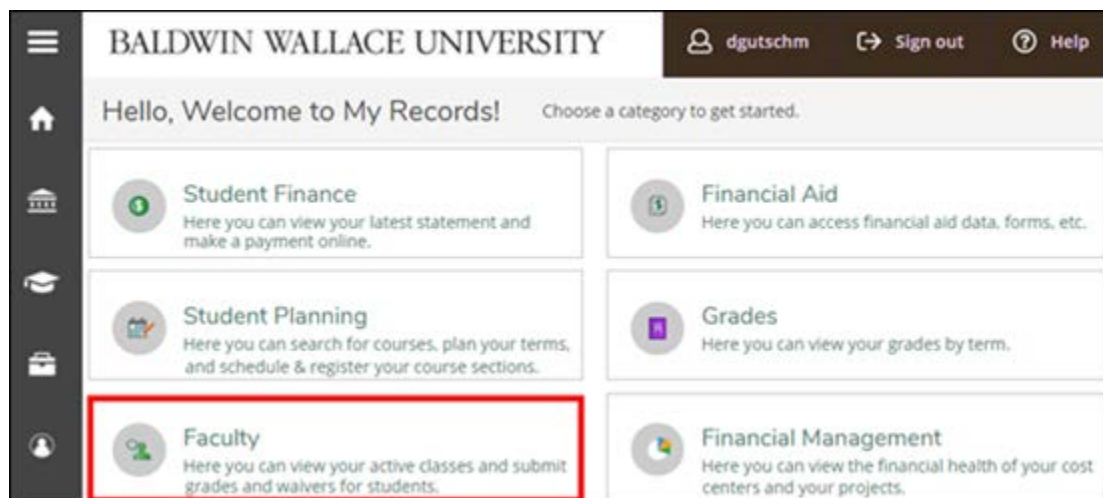 BALDWIN WALLACE UNIVERSITY
dgutschm
Sign out
Help
Hello, Welcome to My Records!
Choose a category to get started.
Student Finance
Here you can view your latest statement and
make a payment online.
Financial Aid
Here you can access financial aid data, forms, etc.
Student Planning
Here you can search for courses, plan your terms,
and schedule & register your course sections.
Grades
Here you can view your grades by term.
Faculty
Here you can view your active classes and submit
grades and waivers for students.
Financial Management
Here you can view the financial health of your cost
centers and your projects.